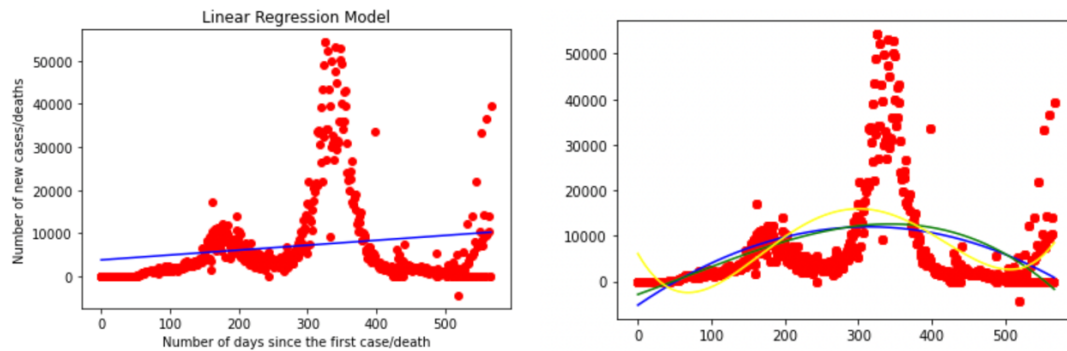 Linear Regression Model
Number of new cases/deaths
50000
40000
30000
20000
10000
0
0 100 200 300 400 500
Number of days since the first case/death
50000
40000
30000
20000
10000
0
0 100 200 300 400 500